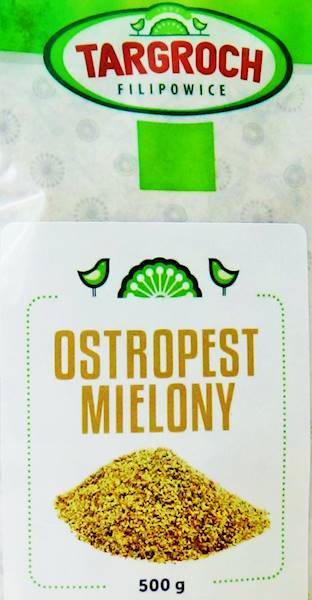 TARGROCH
FILIPOWICE
OSTROPEST
MIELONY
500 g